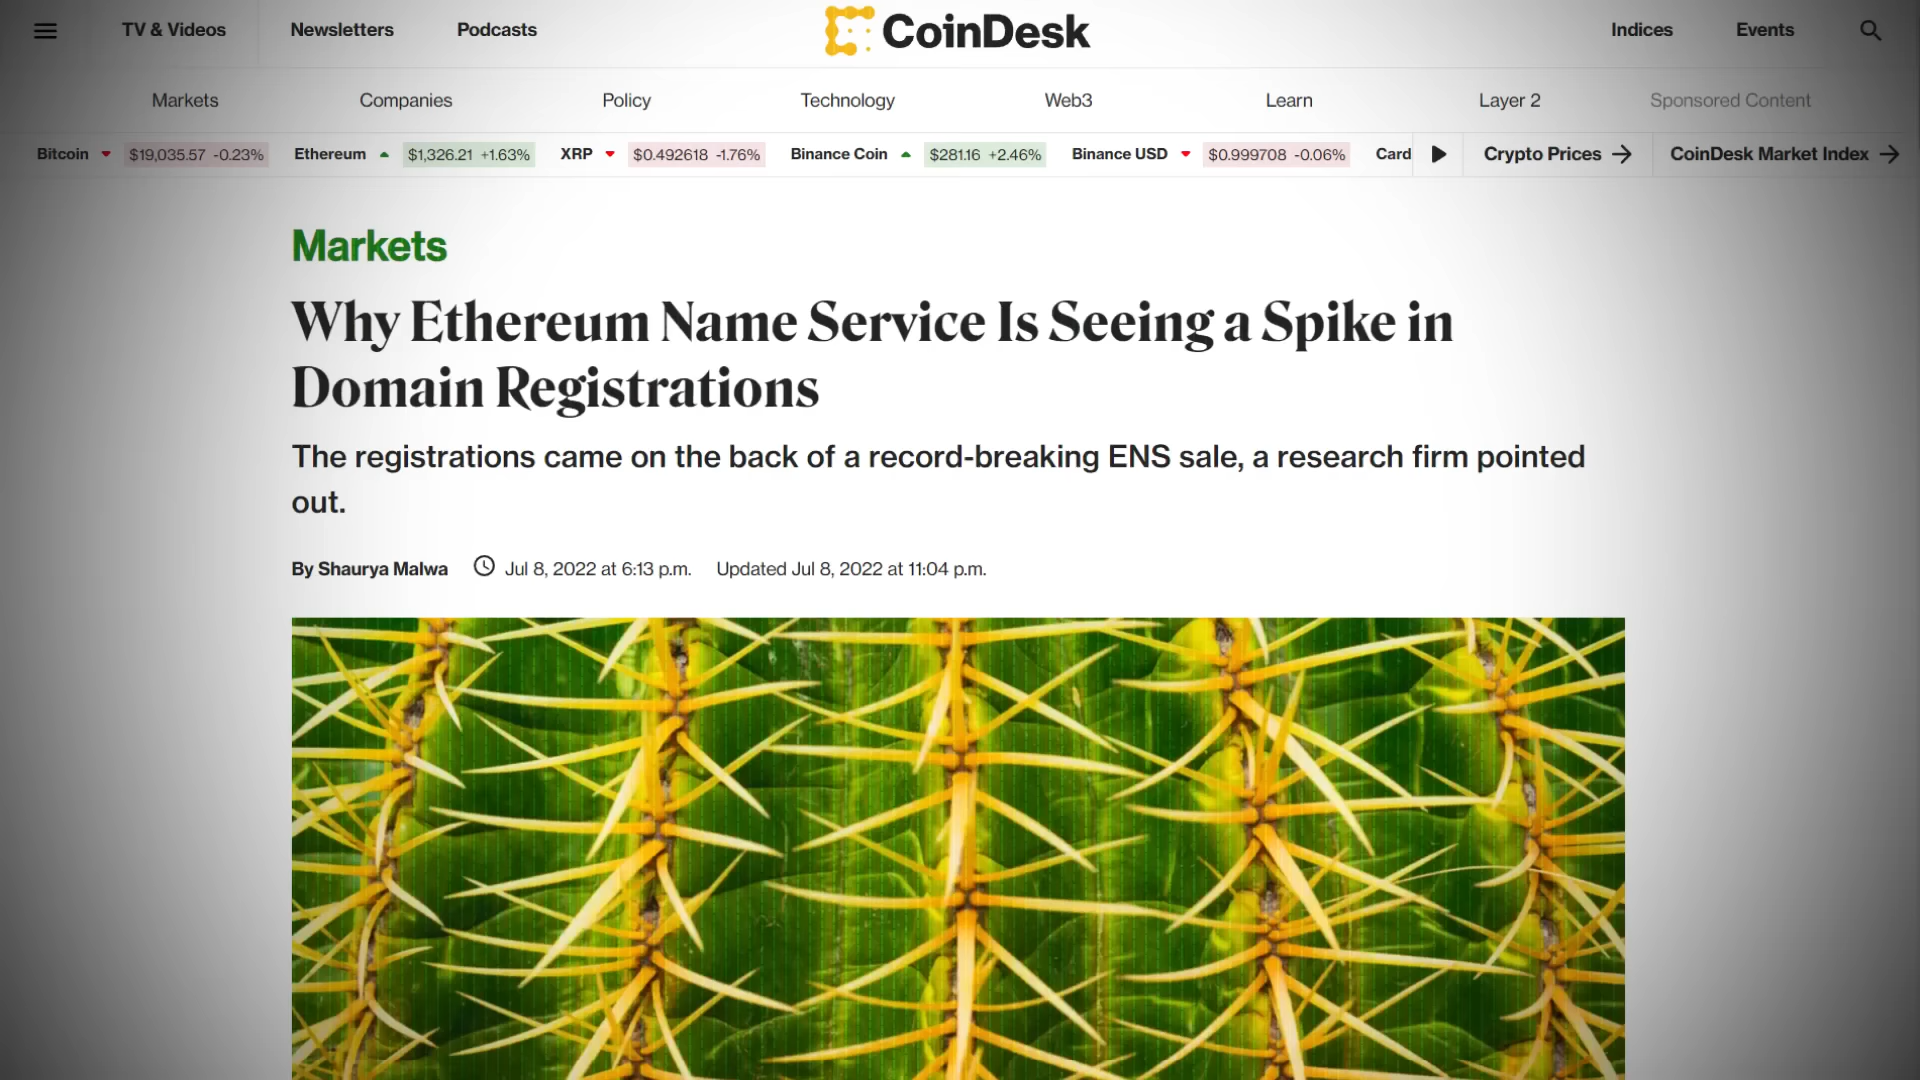 TV & Videos
Newsletters
Podcasts
CoinDesk
Indices
Events
Markets
Companies
Policy
Technology
Web3
Learn
Layer 2
Sponsored Content
Bitcoin $19,035.57 -0.23%
Ethereum $1,326.21 +1.63%
XRP $0.492618 -1.76%
Binance Coin $281.16 +2.46%
Binance USD $0.999708 -0.06%
Card
Crypto Prices
CoinDesk Market Index
Markets
Why Ethereum Name Service Is Seeing a Spike in
Domain Registrations
The registrations came on the back of a record-breaking ENS sale, a research firm pointed
out.
By Shaurya Malwa
Jul 8, 2022 at 6:13 p.m.
Updated Jul 8, 2022 at 11:04 p.m.